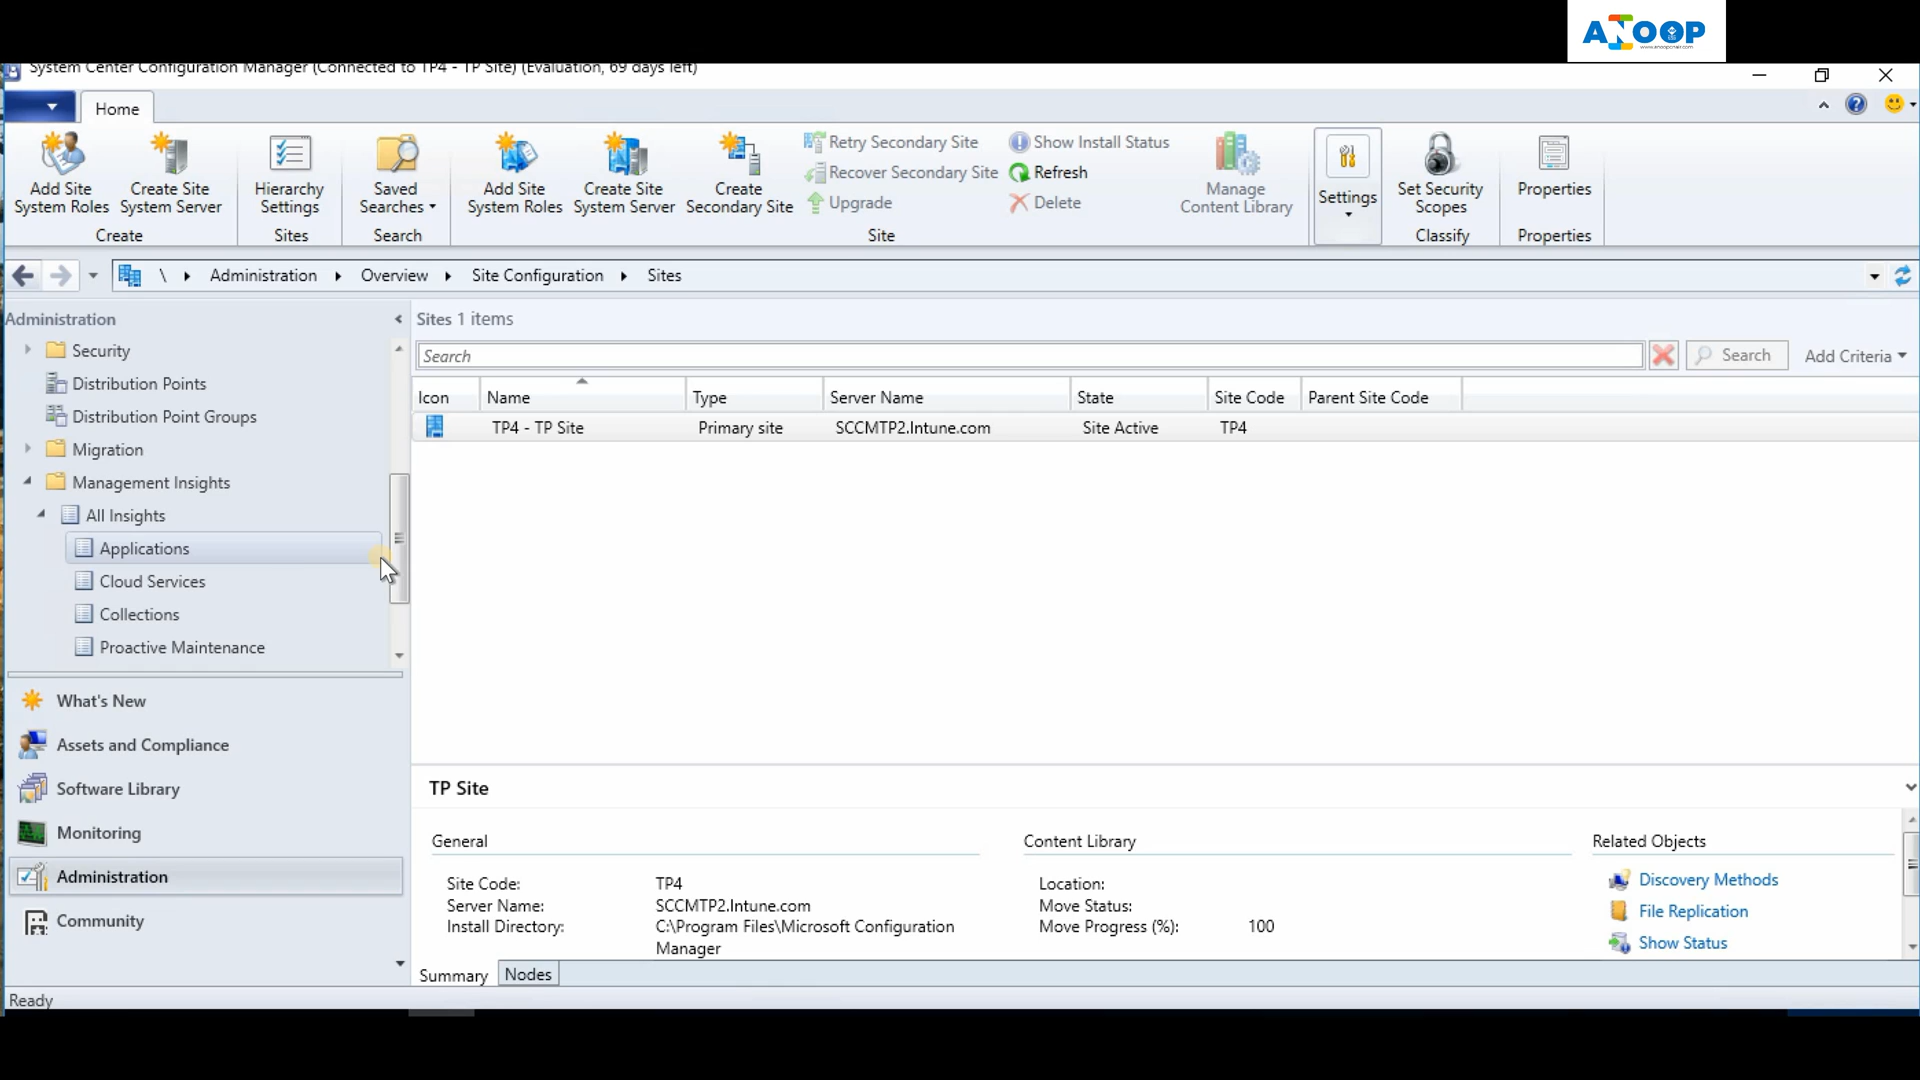 ANOOP
www.anoopcnair.com
System Center Configuration Manager (Connected to TP4 - TP Site) (Evaluation, 69 days left)
Home
Add Site System Roles
Create Site System Server
Create
Hierarchy Settings
Sites
Saved Searches
Search
Add Site System Roles
Create Site System Server
Create Secondary Site
Retry Secondary Site
Recover Secondary Site
Upgrade
Show Install Status
Refresh
Delete
Manage Content Library
Site
Settings
Set Security Scopes
Classify
Properties
Properties
\ Administration Overview Site Configuration Sites
Administration
Security
Distribution Points
Distribution Point Groups
Migration
Management Insights
All Insights
Applications
Cloud Services
Collections
Proactive Maintenance
What's New
Assets and Compliance
Software Library
Monitoring
Administration
Community
Sites 1 items
Search
Search
Add Criteria
Icon Name Type Server Name State Site Code Parent Site Code
TP4 - TP Site Primary site SCCMTP2.Intune.com Site Active TP4
TP Site
General
Site Code: TP4
Server Name: SCCMTP2.Intune.com
Install Directory: C:\Program Files\Microsoft Configuration
Manager
Content Library
Location:
Move Status:
Move Progress (%): 100
Related Objects
Discovery Methods
File Replication
Show Status
Summary Nodes
Ready